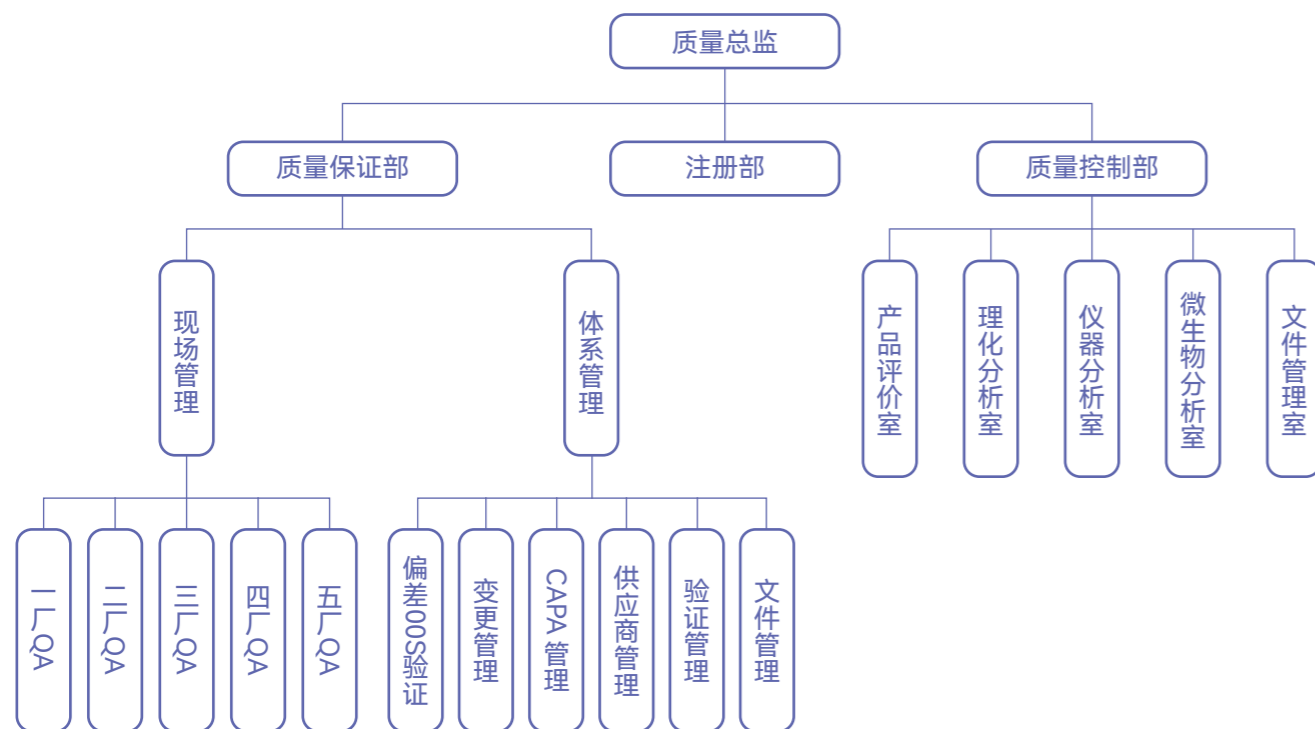 质量总监
质量保证部
注册部
质量控制部
现场管理
体系管理
产品评价室
理化分析室
仪器分析室
微生物分析室
文件管理室
一厂QA
二厂QA
三厂QA
四厂QA
五厂QA
偏差OOS验证
变更管理
CAPA 管理
供应商管理
验证管理
文件管理